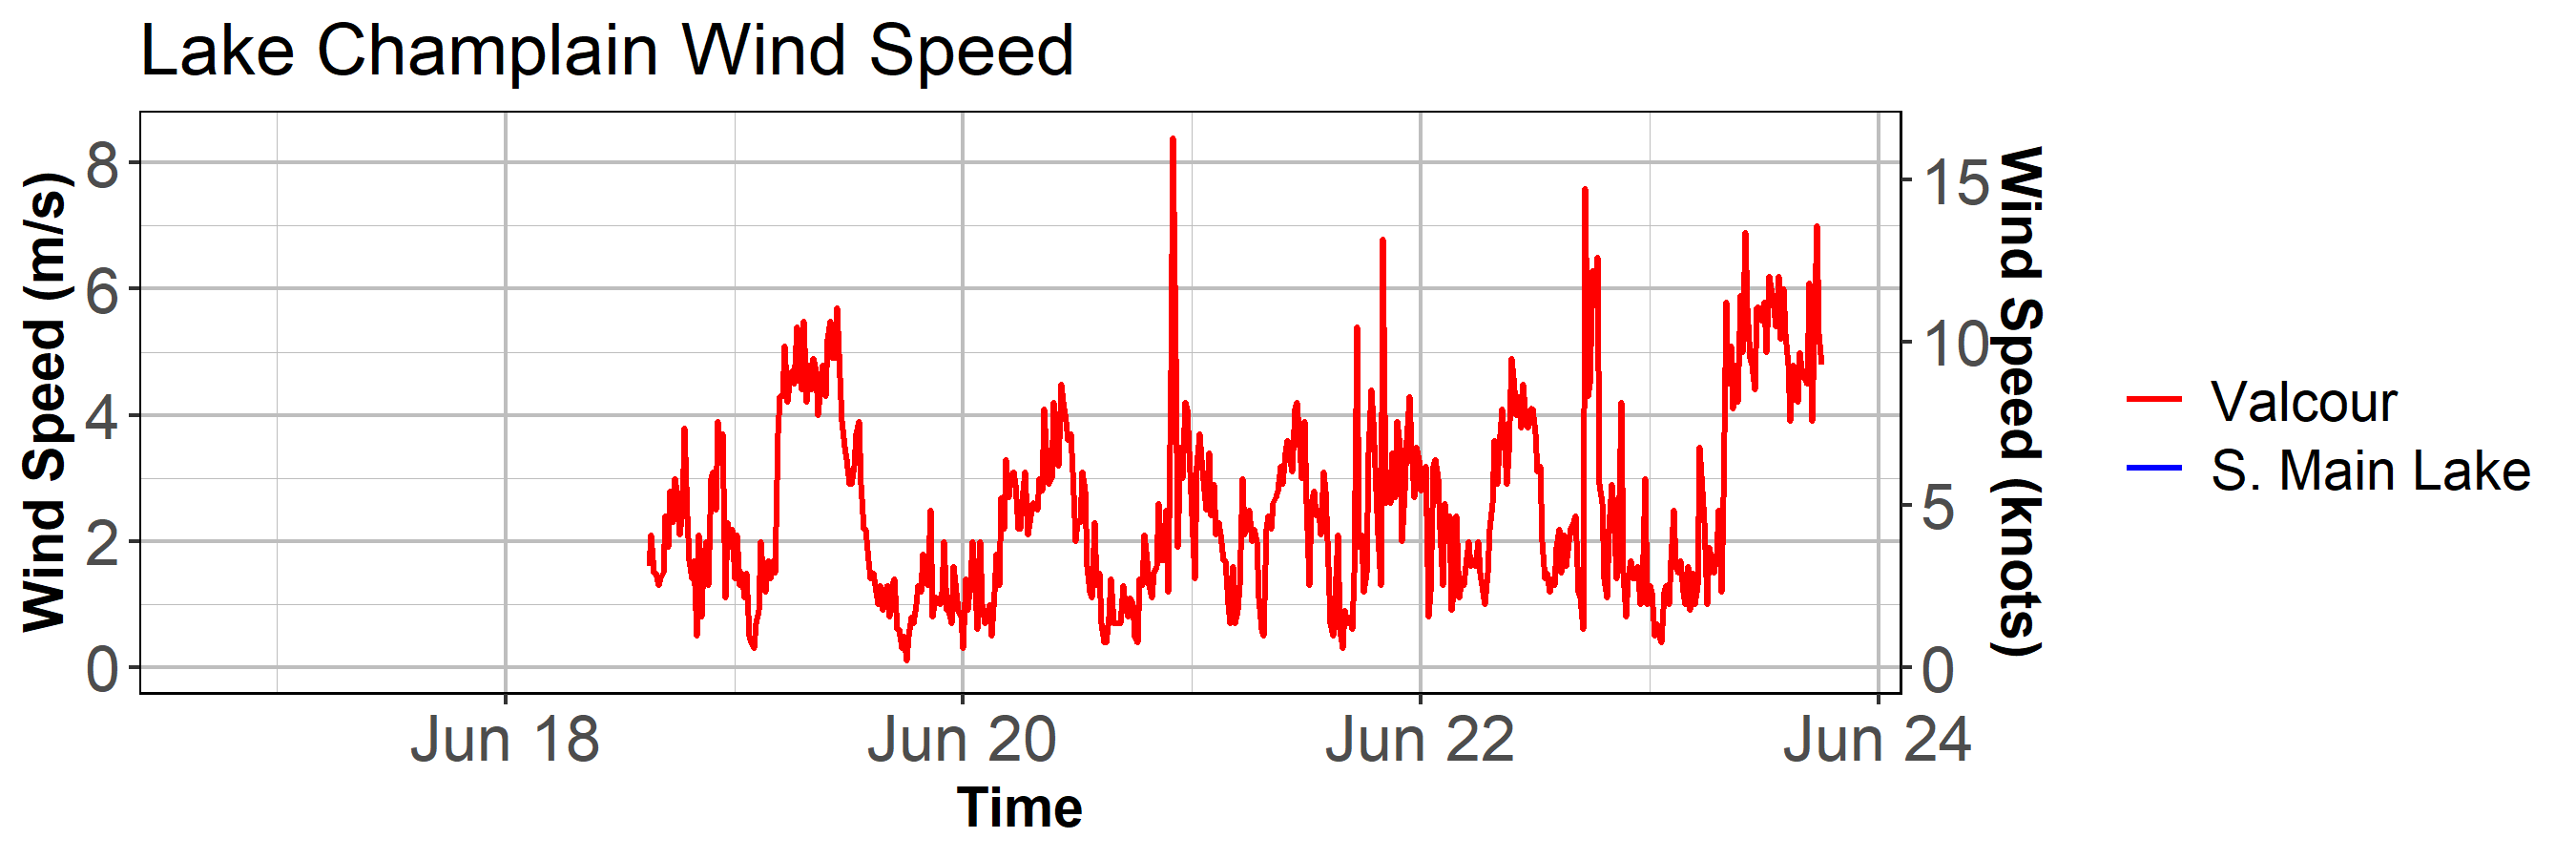 Lake Champlain Wind Speed
Wind Speed (m/s)
8
6
4
2
0
15
10
5
0
Wind Speed (knots)
Jun 18
Jun 20
Jun 22
Jun 24
Time
Valcour
S. Main Lake